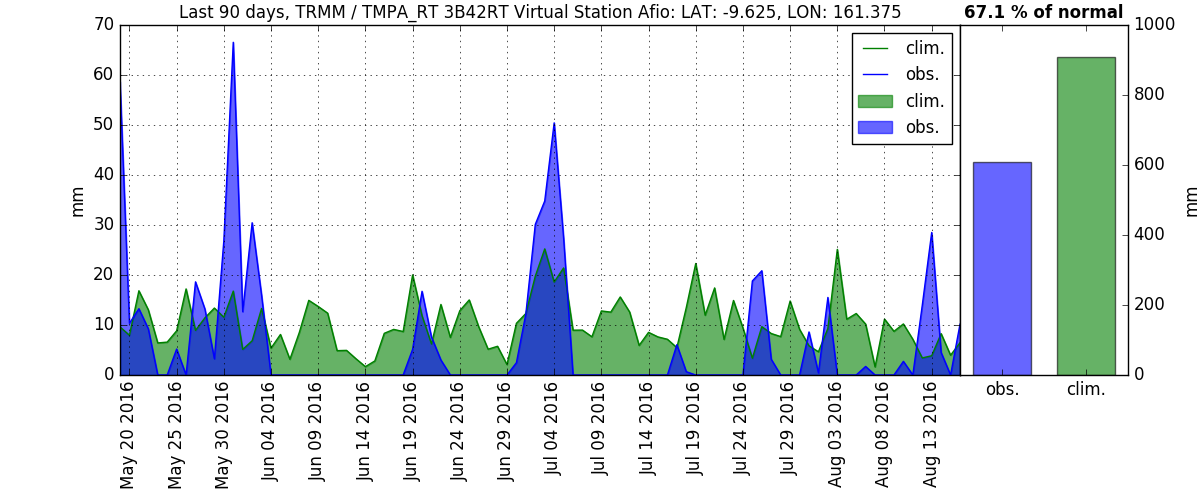 Last 90 days, TRMM / TMPA_RT 3B42RT Virtual Station Afio: LAT: -9.625, LON: 161.375
67.1 % of normal
70
60
50
40
30
20
10
0
mm
clim.
obs.
clim.
obs.
1000
800
600
400
200
0
mm
May 20 2016
May 25 2016
May 30 2016
Jun 04 2016
Jun 09 2016
Jun 14 2016
Jun 19 2016
Jun 24 2016
Jun 29 2016
Jul 04 2016
Jul 09 2016
Jul 14 2016
Jul 19 2016
Jul 24 2016
Jul 29 2016
Aug 03 2016
Aug 08 2016
Aug 13 2016
obs.
clim.